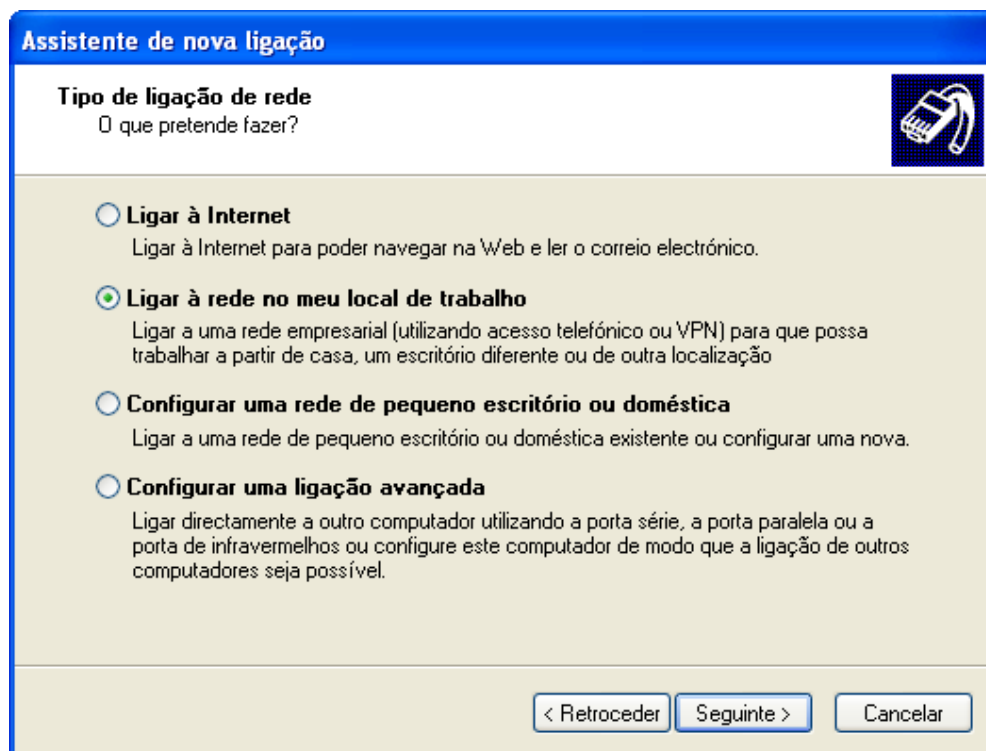 Assistente de nova ligação
Tipo de ligação de rede
O que pretende fazer?
Ligar à Internet
Ligar à Internet para poder navegar na Web e ler o correio electrónico.
Ligar à rede no meu local de trabalho
Ligar a uma rede empresarial (utilizando acesso telefónico ou VPN) para que possa
trabalhar a partir de casa, um escritório diferente ou de outra localização
Configurar uma rede de pequeno escritório ou doméstica
Ligar a uma rede de pequeno escritório ou doméstica existente ou configurar uma nova.
Configurar uma ligação avançada
Ligar directamente a outro computador utilizando a porta série, a porta paralela ou a
porta de infravermelhos ou configure este computador de modo que a ligação de outros
computadores seja possível.
< Retroceder Seguinte > Cancelar